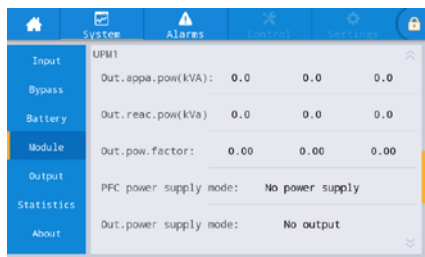 System
Alarms
Control
Settings
Input
Bypass
Battery
Module
Output
Statistics
About
UPM1
Out.appa.pow(kVA): 0.0 0.0 0.0
Out.reac.pow(kVa) 0.0 0.0 0.0
Out.pow.factor: 0.00 0.00 0.00
PFC power supply mode: No power supply
Out.power supply mode: No output